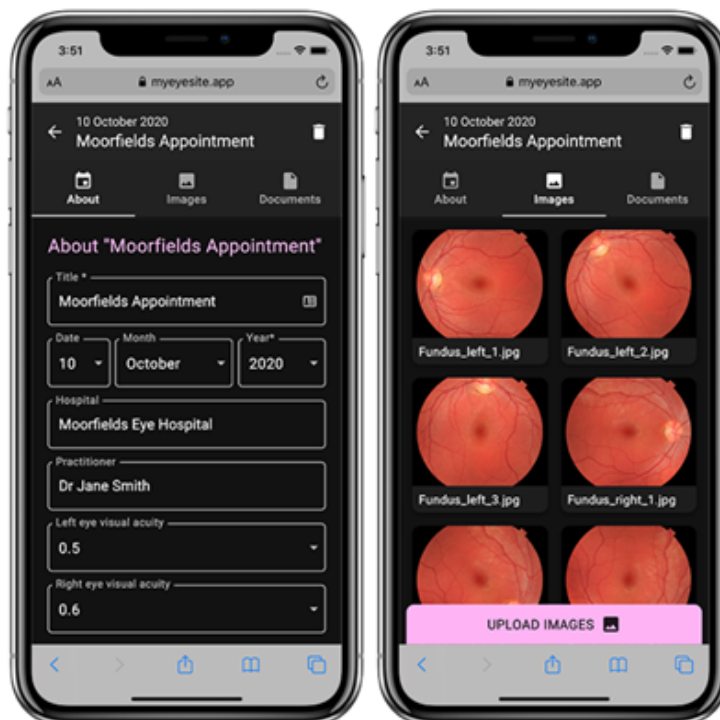 3:51
AA myeyesite.app
10 October 2020
Moorfields Appointment
About Images Documents
About "Moorfields Appointment"
Title *
Moorfields Appointment
Date Month Year*
10 October 2020
Hospital
Moorfields Eye Hospital
Practitioner
Dr Jane Smith
Left eye visual acuity
0.5
Right eye visual acuity
0.6
3:51
AA myeyesite.app
10 October 2020
Moorfields Appointment
About Images Documents
Fundus_left_1.jpg Fundus_left_2.jpg
Fundus_left_3.jpg Fundus_right_1.jpg
UPLOAD IMAGES